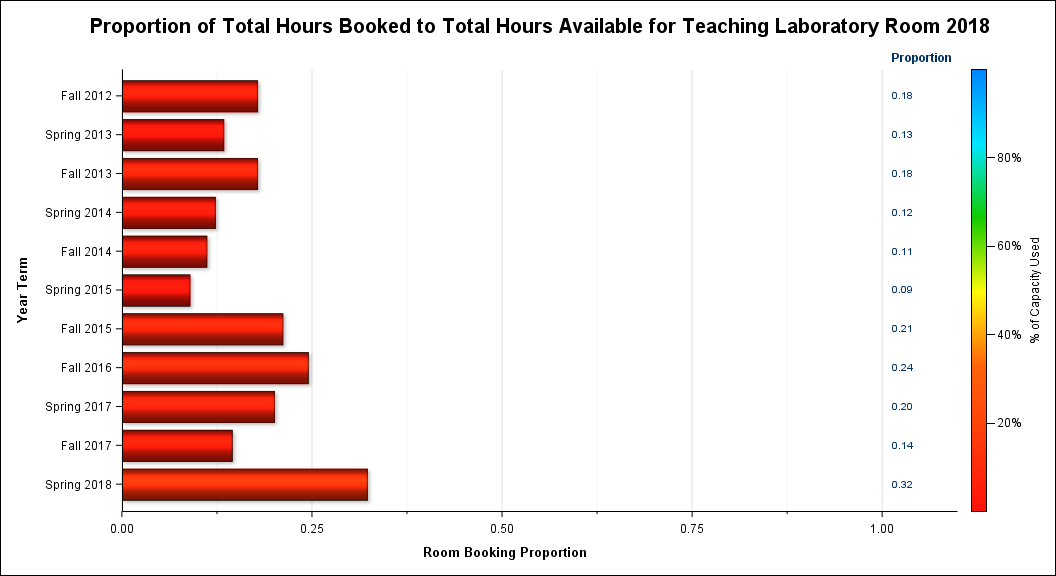 Proportion of Total Hours Booked to Total Hours Available for Teaching Laboratory Room 2018
Proportion
Fall 2012 0.18
Spring 2013 0.13
Fall 2013 0.18
Spring 2014 0.12
Fall 2014 0.11
Spring 2015 0.09
Fall 2015 0.21
Fall 2016 0.24
Spring 2017 0.20
Fall 2017 0.14
Spring 2018 0.32
Year Term
0.00 0.25 0.50 0.75 1.00
Room Booking Proportion
80%
60%
40%
20%
% of Capacity Used